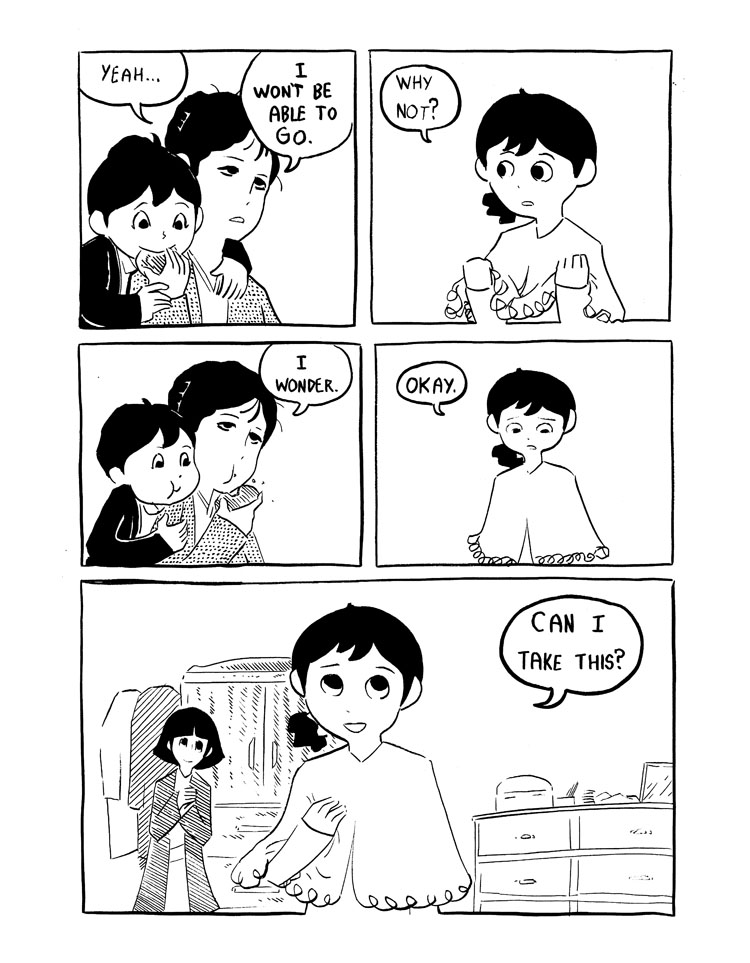 YEAH...
I
WON'T BE
ABLE TO
GO.
WHY
NOT?
I
WONDER.
OKAY.
CAN I
TAKE THIS?